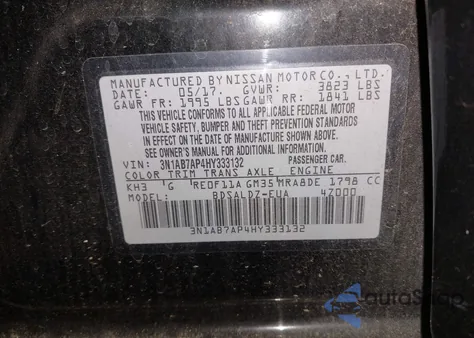 MANUFACTURED BY NISSAN MOTOR CO., LTD.
DATE: 05/17. GVWR: 3823 LBS
GAWR FR: 1995 LBS GAWR RR: 1841 LBS
THIS VEHICLE CONFORMS TO ALL APPLICABLE FEDERAL MOTOR
VEHICLE SAFETY, BUMPER AND THEFT PREVENTION STANDARDS
IN EFFECT ON THE DATE OF MANUFACTURE SHOWN ABOVE.
SEE OWNER'S MANUAL FOR ADDITIONAL INFORMATION.
VIN: 3N1AB7AP4HY333132 PASSENGER CAR.
COLOR TRIM TRANS AXLE ENGINE
KH3 G RE0F11A GM35 MRA8DE 1798 CC
MODEL: BDSALDZ-EUA 42000
3N1AB7AP4HY333132
autoShop